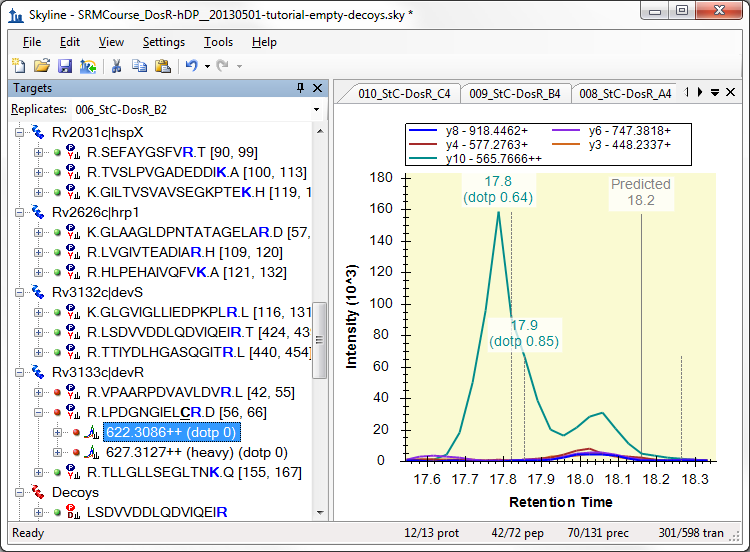 Skyline - SRMCourse_DosR-hDP__20130501-tutorial-empty-decoys.sky *
File Edit View Settings Tools Help
Targets
Replicates: 006_StC-DosR_B2
Rv2031c|hspX
R.SEFAYGSFVR.T [90, 99]
R.TVSLPVGADEDDIK.A [100, 113]
K.GILTVSVAVSEGKPTEK.H [119, 1
Rv2626c|hrp1
K.GLAAGLDPNTATAGELAR.D [57,
R.LVGIVTEADIAR.H [109, 120]
R.HLPEHAIVQFVK.A [121, 132]
Rv3132c|devS
K.GLGVIGLLIEDPKPLR.L [116, 131
R.LSDVVDDLQDVIQEIR.T [424, 43
R.TTIYDLHGASQGITR.L [440, 454]
Rv3133c|devR
R.VPAARPDVAVLDVR.L [42, 55]
R.LPDGNGIELCR.D [56, 66]
622.3086++ (dotp 0)
627.3127++ (heavy) (dotp 0)
R.TLLGLLSEGLTNK.Q [155, 167]
Decoys
LSDVVDDLQDVIQEIR
010_StC-DosR_C4 009_StC-DosR_B4 008_StC-DosR_A4 1
y8 - 918.4462+ y6 - 747.3818+
y4 - 577.2763+ y3 - 448.2337+
y10 - 565.7666++
17.8
(dotp 0.64)
Predicted
18.2
17.9
(dotp 0.85)
Intensity (10^3)
180
160
140
120
100
80
60
40
20
0
17.6 17.7 17.8 17.9 18.0 18.1 18.2 18.3
Retention Time
Ready 12/13 prot 42/72 pep 70/131 prec 301/598 tran